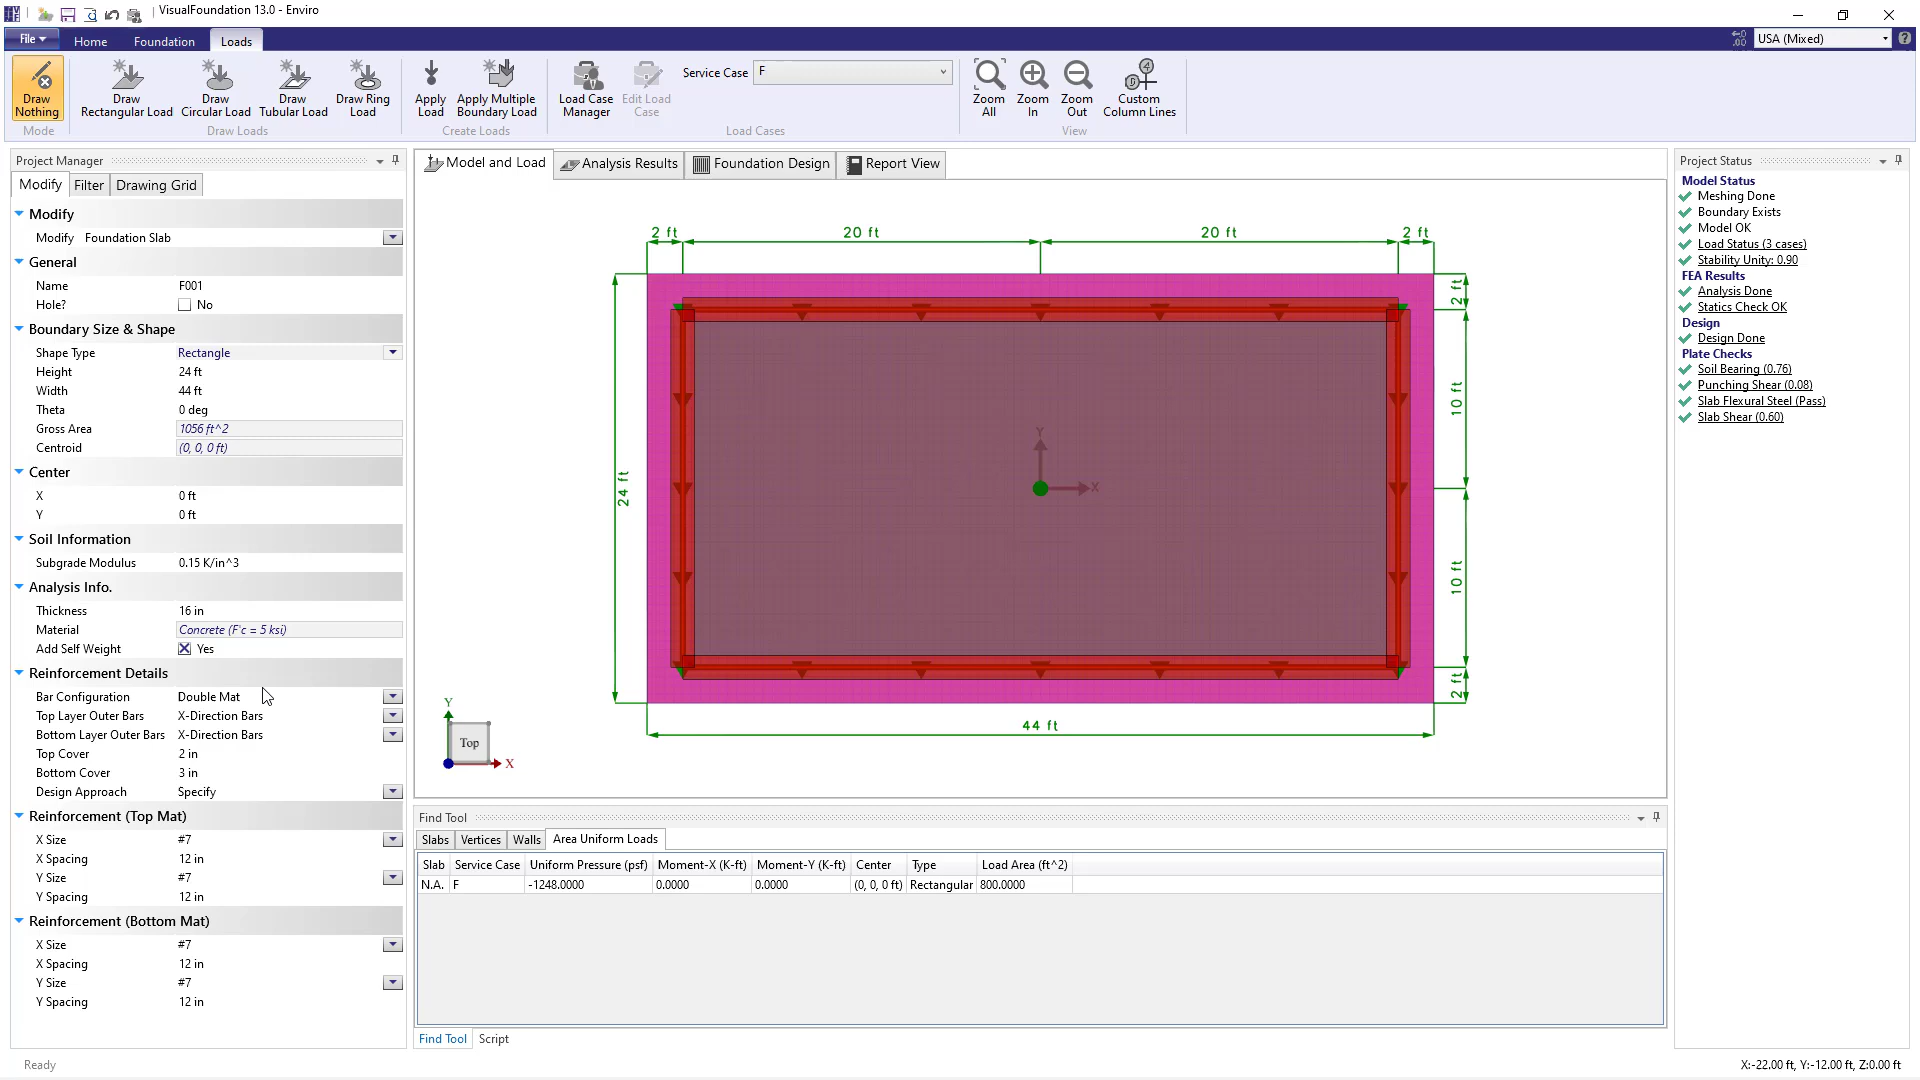 VisualFoundation 13.0 - Enviro
File Home Foundation Loads
USA (Mixed)
Draw Nothing
Mode
Draw Rectangular Load
Draw Circular Load
Draw Tubular Load
Draw Ring Load
Draw Loads
Apply Load
Apply Multiple Boundary Load
Create Loads
Load Case Manager
Edit Load Case
Service Case F
Load Cases
Zoom All
Zoom In
Zoom Out
Custom Column Lines
View
Project Manager
Modify Filter Drawing Grid
Modify
Modify Foundation Slab
General
Name F001
Hole? No
Boundary Size & Shape
Shape Type Rectangle
Height 24 ft
Width 44 ft
Theta 0 deg
Gross Area 1056 ft^2
Centroid (0, 0, 0 ft)
Center
X 0 ft
Y 0 ft
Soil Information
Subgrade Modulus 0.15 K/in^3
Analysis Info.
Thickness 16 in
Material Concrete (F'c = 5 ksi)
Add Self Weight Yes
Reinforcement Details
Bar Configuration Double Mat
Top Layer Outer Bars X-Direction Bars
Bottom Layer Outer Bars X-Direction Bars
Top Cover 2 in
Bottom Cover 3 in
Design Approach Specify
Reinforcement (Top Mat)
X Size #7
X Spacing 12 in
Y Size #7
Y Spacing 12 in
Reinforcement (Bottom Mat)
X Size #7
X Spacing 12 in
Y Size #7
Y Spacing 12 in
Ready
Model and Load Analysis Results Foundation Design Report View
2 ft 20 ft 20 ft 2 ft
2 ft
10 ft
Y
X
24 ft
10 ft
2 ft
44 ft
Y
Top
X
Find Tool
Slabs Vertices Walls Area Uniform Loads
Slab Service Case Uniform Pressure (psf) Moment-X (K-ft) Moment-Y (K-ft) Center Type Load Area (ft^2)
N.A. F -1248.0000 0.0000 0.0000 (0, 0, 0 ft) Rectangular 800.0000
Find Tool Script
Project Status
Model Status
Meshing Done
Boundary Exists
Model OK
Load Status (3 cases)
Stability Unity: 0.90
FEA Results
Analysis Done
Statics Check OK
Design
Design Done
Plate Checks
Soil Bearing (0.76)
Punching Shear (0.08)
Slab Flexural Steel (Pass)
Slab Shear (0.60)
X:-22.00 ft, Y:-12.00 ft, Z:0.00 ft